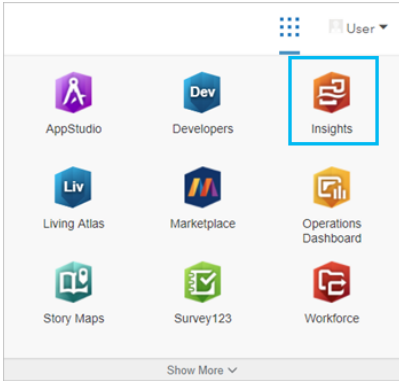 User
AppStudio
Dev
Developers
Insights
Liv
Living Atlas
Marketplace
Operations
Dashboard
Story Maps
Survey123
Workforce
Show More